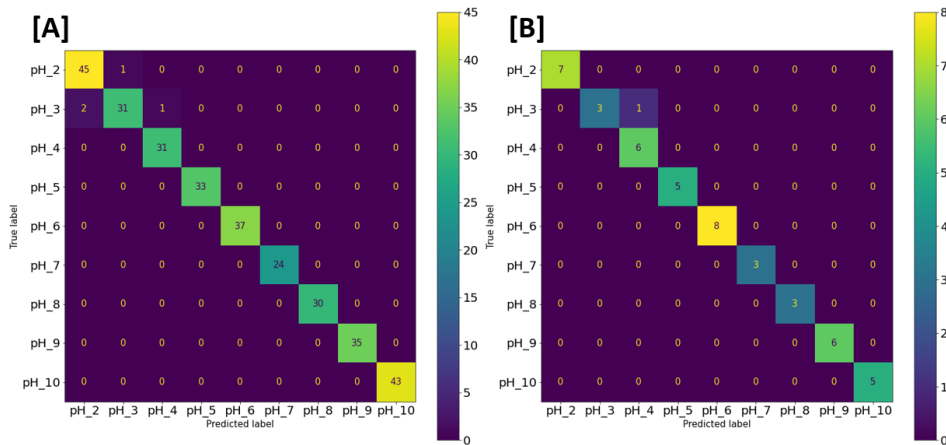 [A]
pH_2 45 1 0 0 0 0 0 0 0
pH_3 2 31 1 0 0 0 0 0 0
pH_4 0 0 31 0 0 0 0 0 0
pH_5 0 0 0 33 0 0 0 0 0
pH_6 0 0 0 0 37 0 0 0 0
pH_7 0 0 0 0 0 24 0 0 0
pH_8 0 0 0 0 0 0 30 0 0
pH_9 0 0 0 0 0 0 0 35 0
pH_10 0 0 0 0 0 0 0 0 43
pH_2 pH_3 pH_4 pH_5 pH_6 pH_7 pH_8 pH_9 pH_10
Predicted label
True label
45
40
35
30
25
20
15
10
5
0
[B]
pH_2 7 0 0 0 0 0 0 0 0
pH_3 0 3 1 0 0 0 0 0 0
pH_4 0 0 6 0 0 0 0 0 0
pH_5 0 0 0 5 0 0 0 0 0
pH_6 0 0 0 0 8 0 0 0 0
pH_7 0 0 0 0 0 3 0 0 0
pH_8 0 0 0 0 0 0 3 0 0
pH_9 0 0 0 0 0 0 0 6 0
pH_10 0 0 0 0 0 0 0 0 5
pH_2 pH_3 pH_4 pH_5 pH_6 pH_7 pH_8 pH_9 pH_10
Predicted label
True label
8
7
6
5
4
3
2
1
0